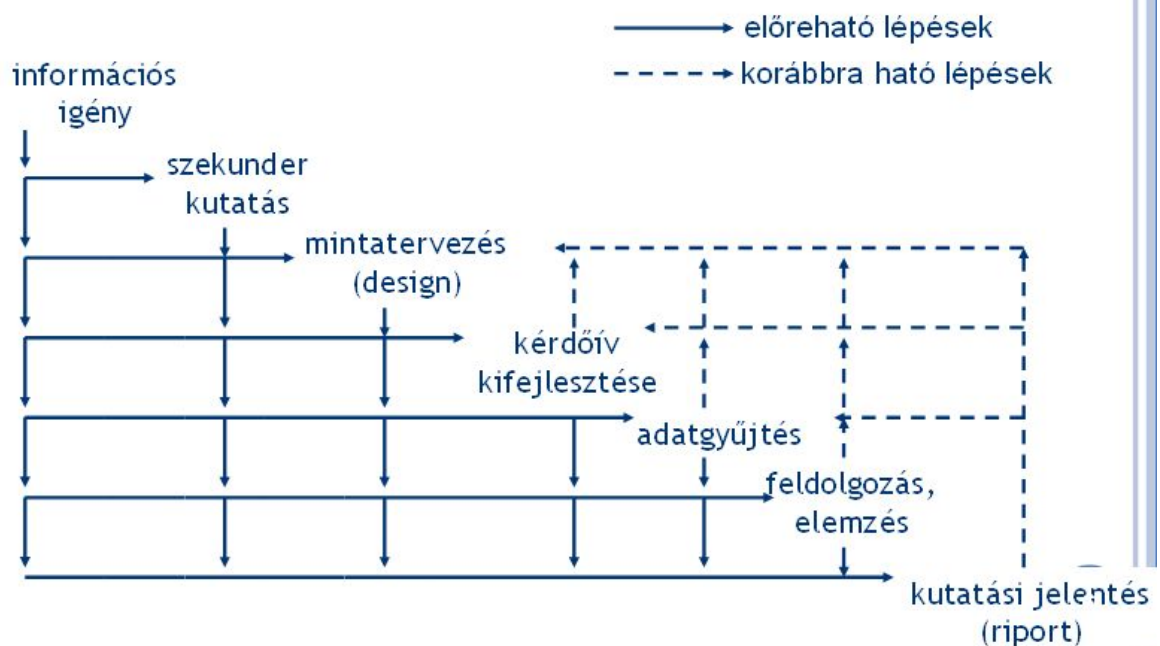 előreható lépések
korábbra ható lépések
információs
igény
szekunder
kutatás
mintatervezés
(design)
kérdőív
kifejlesztése
adatgyűjtés
feldolgozás,
elemzés
kutatási jelentés
(riport)